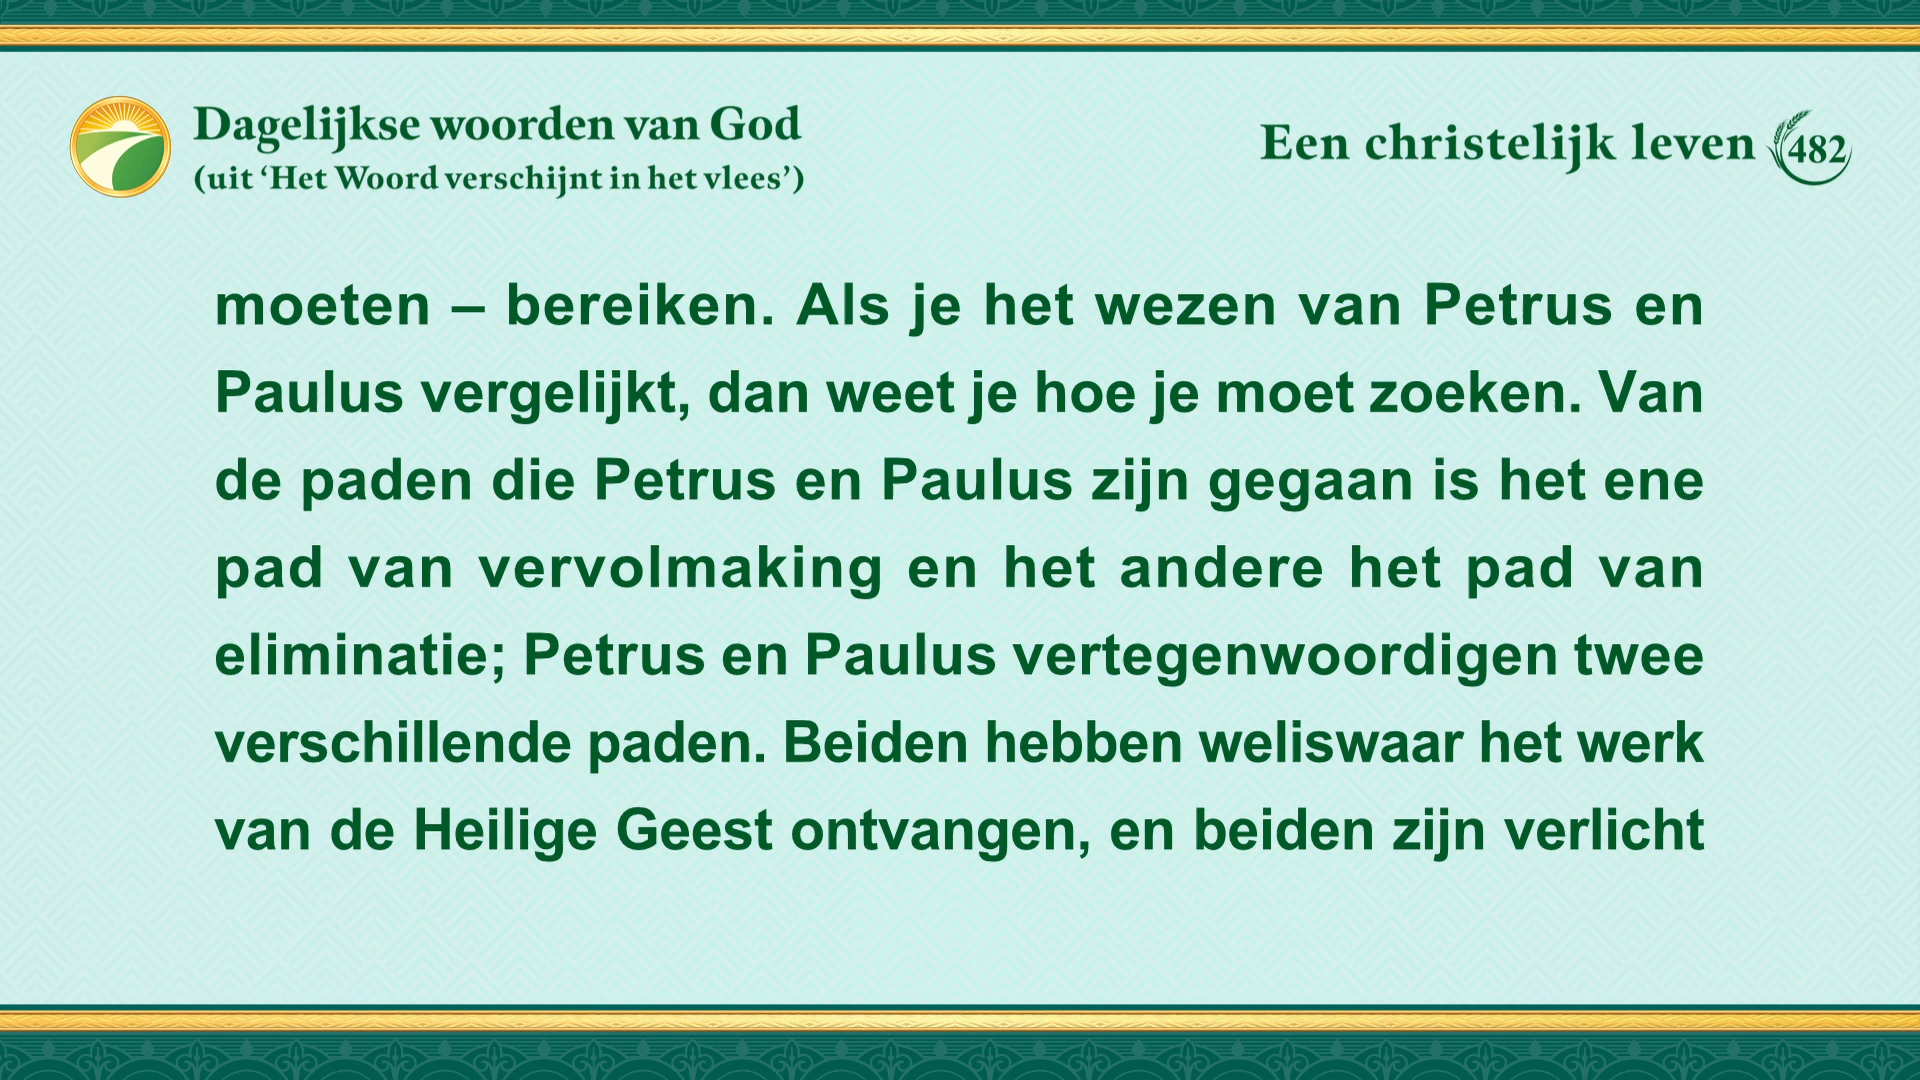 Dagelijkse woorden van God
(uit ‘Het Woord verschijnt in het vlees’)
Een christelijk leven 482
moeten – bereiken. Als je het wezen van Petrus en
Paulus vergelijkt, dan weet je hoe je moet zoeken. Van
de paden die Petrus en Paulus zijn gegaan is het ene
pad van vervolmaking en het andere het pad van
eliminatie; Petrus en Paulus vertegenwoordigen twee
verschillende paden. Beiden hebben weliswaar het werk
van de Heilige Geest ontvangen, en beiden zijn verlicht